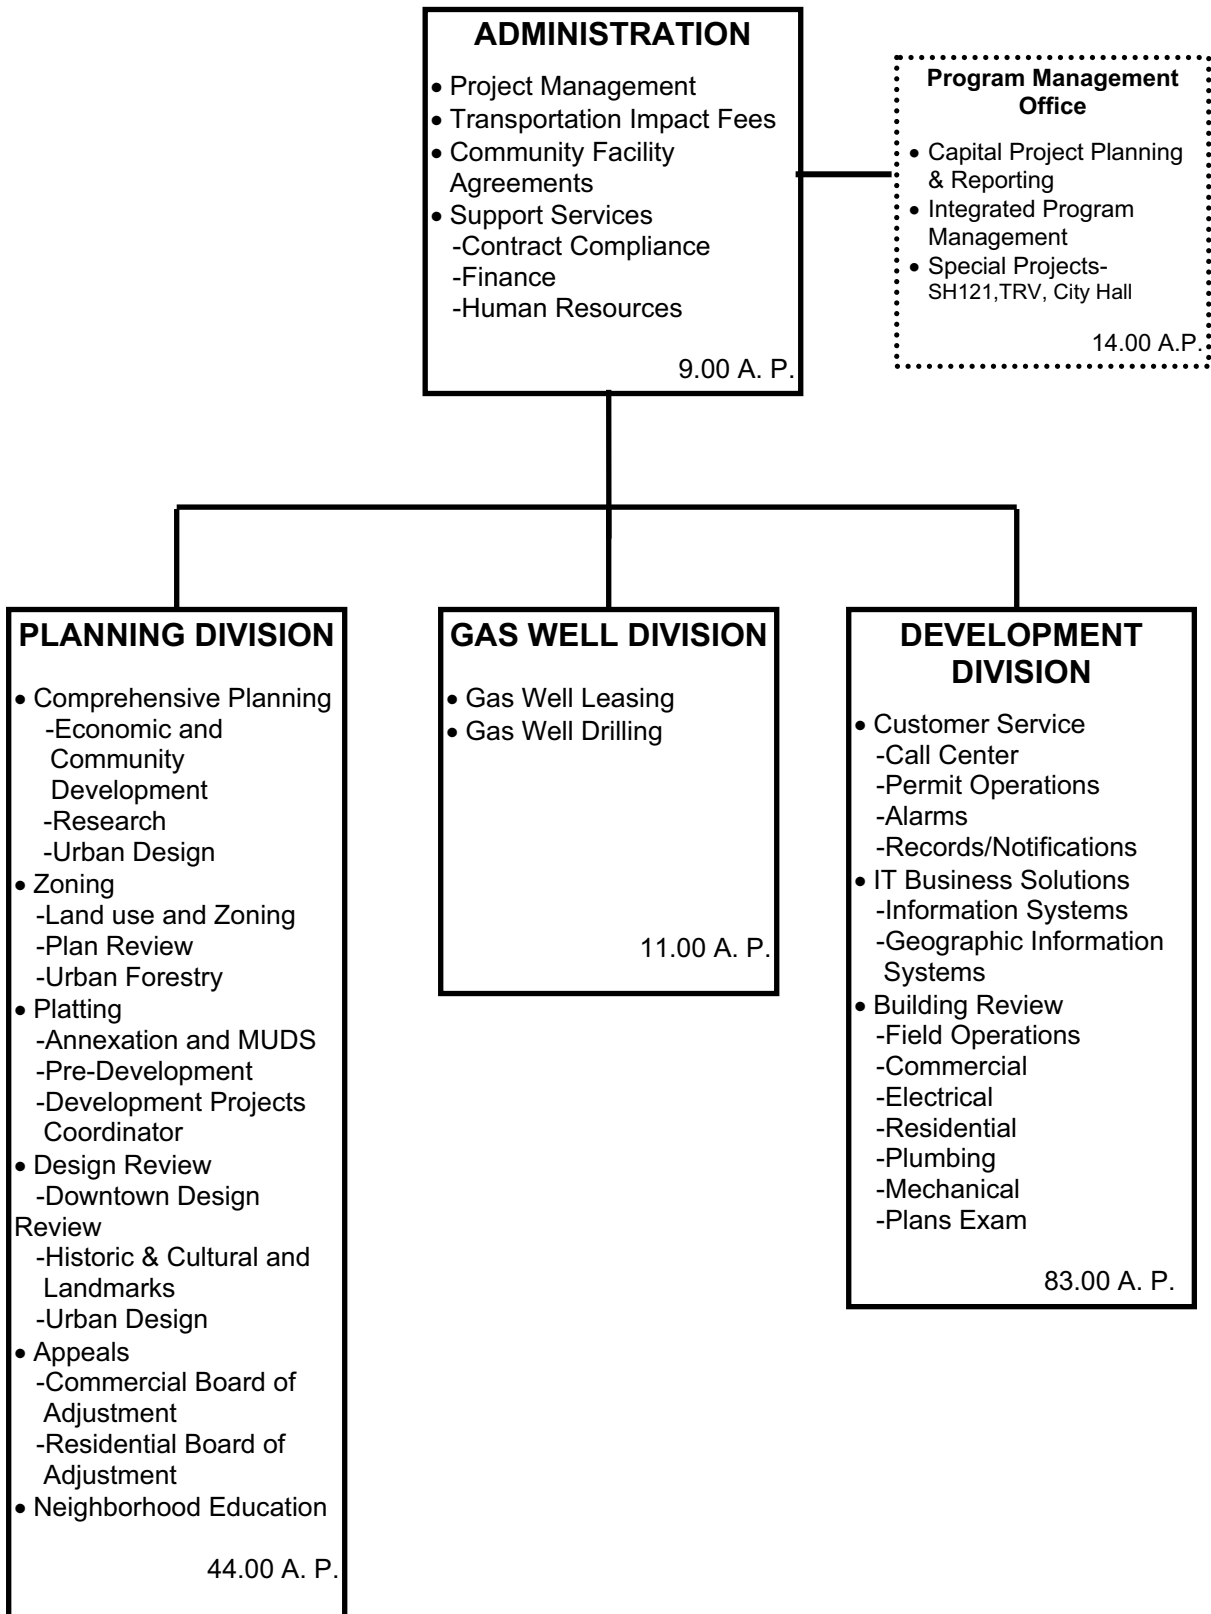 ADMINISTRATION
• Project Management
• Transportation Impact Fees
• Community Facility
Agreements
• Support Services
-Contract Compliance
-Finance
-Human Resources
9.00 A. P.
Program Management
Office
• Capital Project Planning
& Reporting
• Integrated Program
Management
• Special Projects-
SH121,TRV, City Hall
14.00 A.P.
PLANNING DIVISION
• Comprehensive Planning
-Economic and
Community
Development
-Research
-Urban Design
• Zoning
-Land use and Zoning
-Plan Review
-Urban Forestry
• Platting
-Annexation and MUDS
-Pre-Development
-Development Projects
Coordinator
• Design Review
-Downtown Design
Review
-Historic & Cultural and
Landmarks
-Urban Design
• Appeals
-Commercial Board of
Adjustment
-Residential Board of
Adjustment
• Neighborhood Education
44.00 A. P.
GAS WELL DIVISION
• Gas Well Leasing
• Gas Well Drilling
11.00 A. P.
DEVELOPMENT
DIVISION
• Customer Service
-Call Center
-Permit Operations
-Alarms
-Records/Notifications
• IT Business Solutions
-Information Systems
-Geographic Information
Systems
• Building Review
-Field Operations
-Commercial
-Electrical
-Residential
-Plumbing
-Mechanical
-Plans Exam
83.00 A. P.